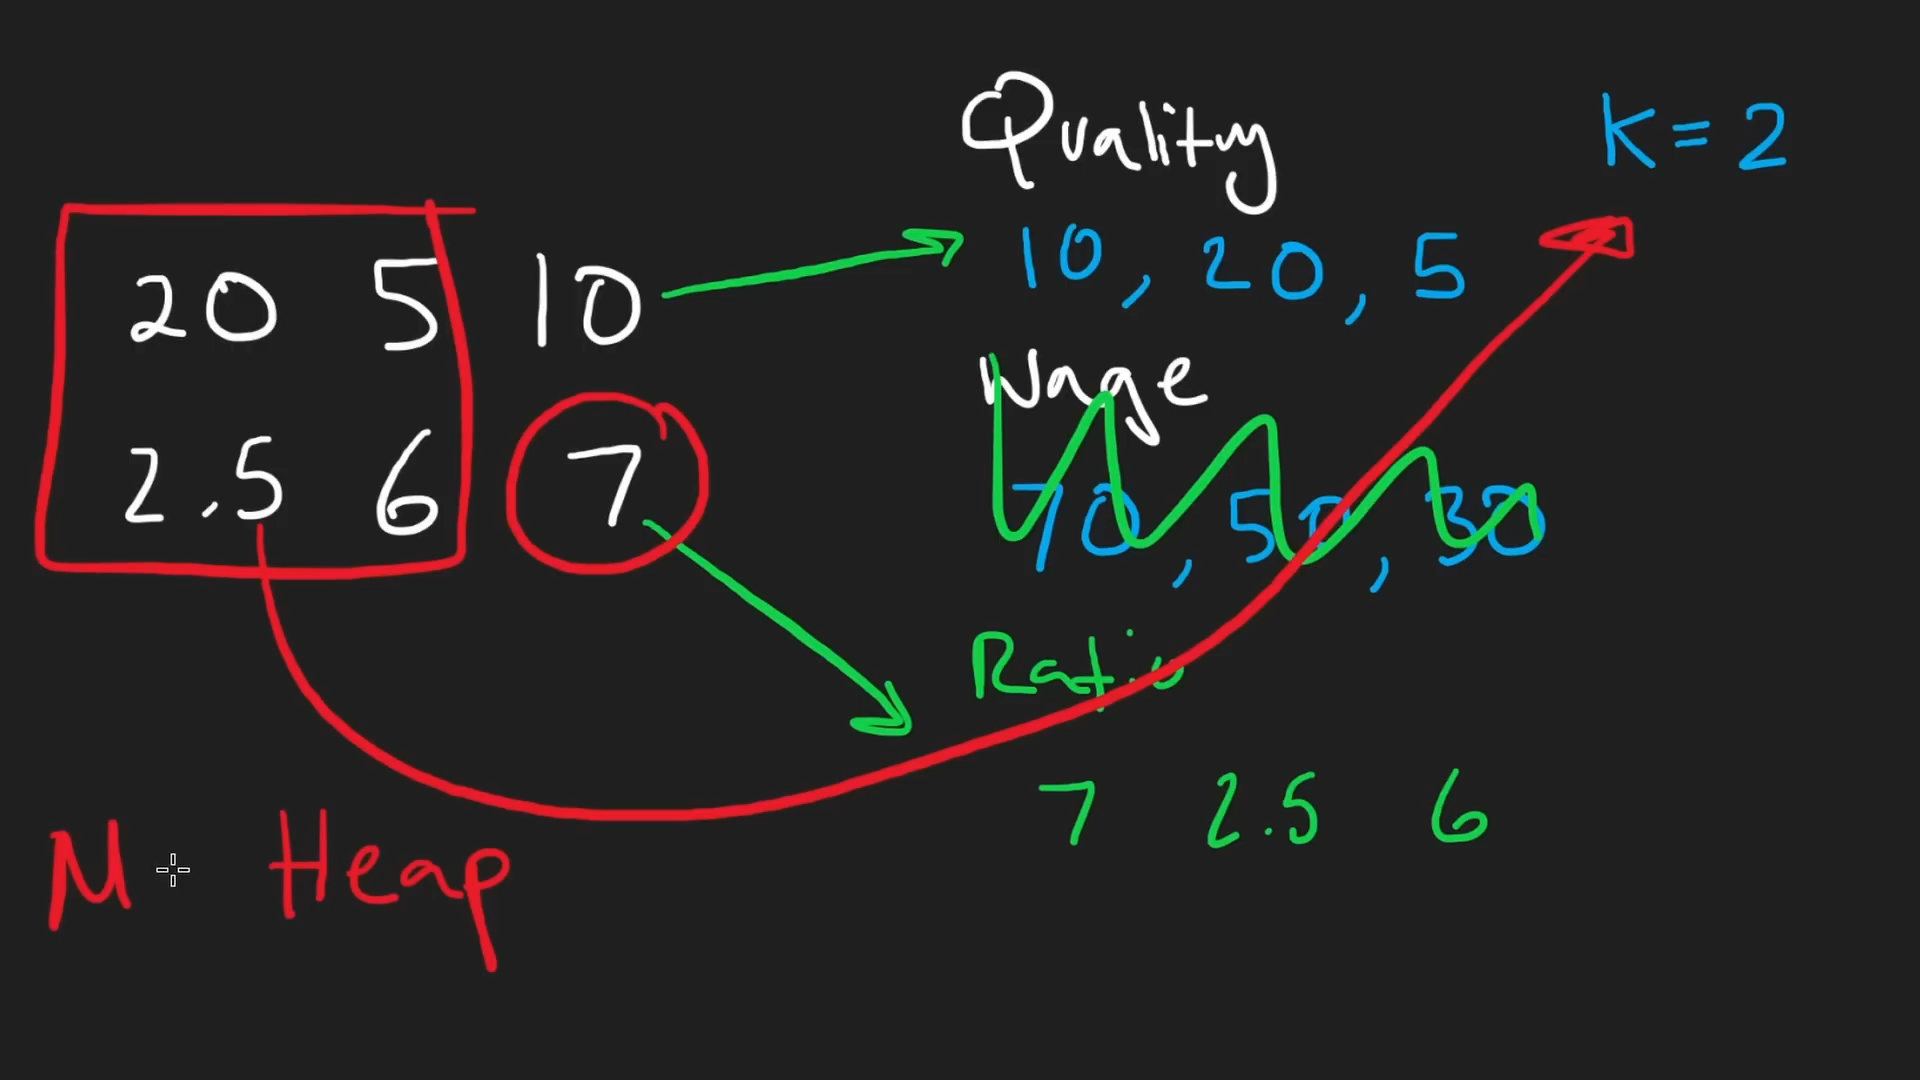 Quality
K = 2
10, 20, 5
20 5 10
Wage
2.5 6 7
70, 50, 30
Ratio
7 2.5 6
M Heap